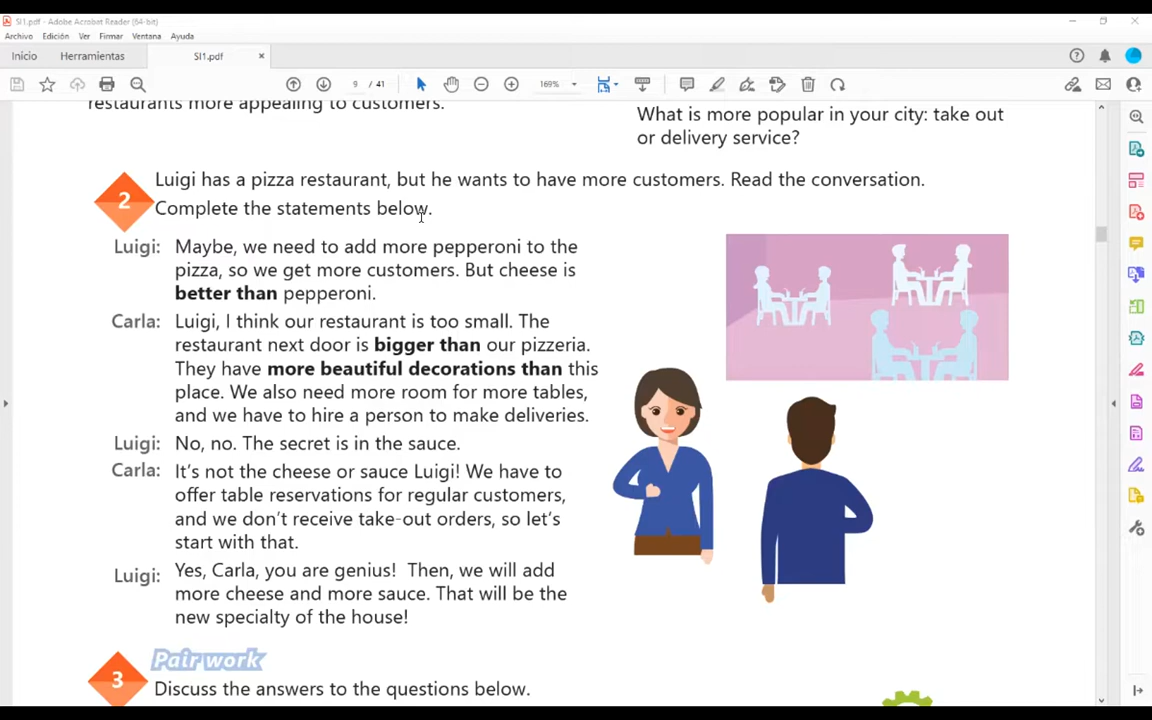 SI1.pdf - Adobe Acrobat Reader (64-bit)
Archivo Edición Ver Firmar Ventana Ayuda
Inicio Herramientas SI1.pdf ×
9 / 41 169%
restaurants more appealing to customers.
What is more popular in your city: take out
or delivery service?
2
Luigi has a pizza restaurant, but he wants to have more customers. Read the conversation.
Complete the statements below.
Luigi: Maybe, we need to add more pepperoni to the
pizza, so we get more customers. But cheese is
better than pepperoni.
Carla: Luigi, I think our restaurant is too small. The
restaurant next door is bigger than our pizzeria.
They have more beautiful decorations than this
place. We also need more room for more tables,
and we have to hire a person to make deliveries.
Luigi: No, no. The secret is in the sauce.
Carla: It's not the cheese or sauce Luigi! We have to
offer table reservations for regular customers,
and we don't receive take-out orders, so let's
start with that.
Luigi: Yes, Carla, you are genius! Then, we will add
more cheese and more sauce. That will be the
new specialty of the house!
Pair work
3
Discuss the answers to the questions below.